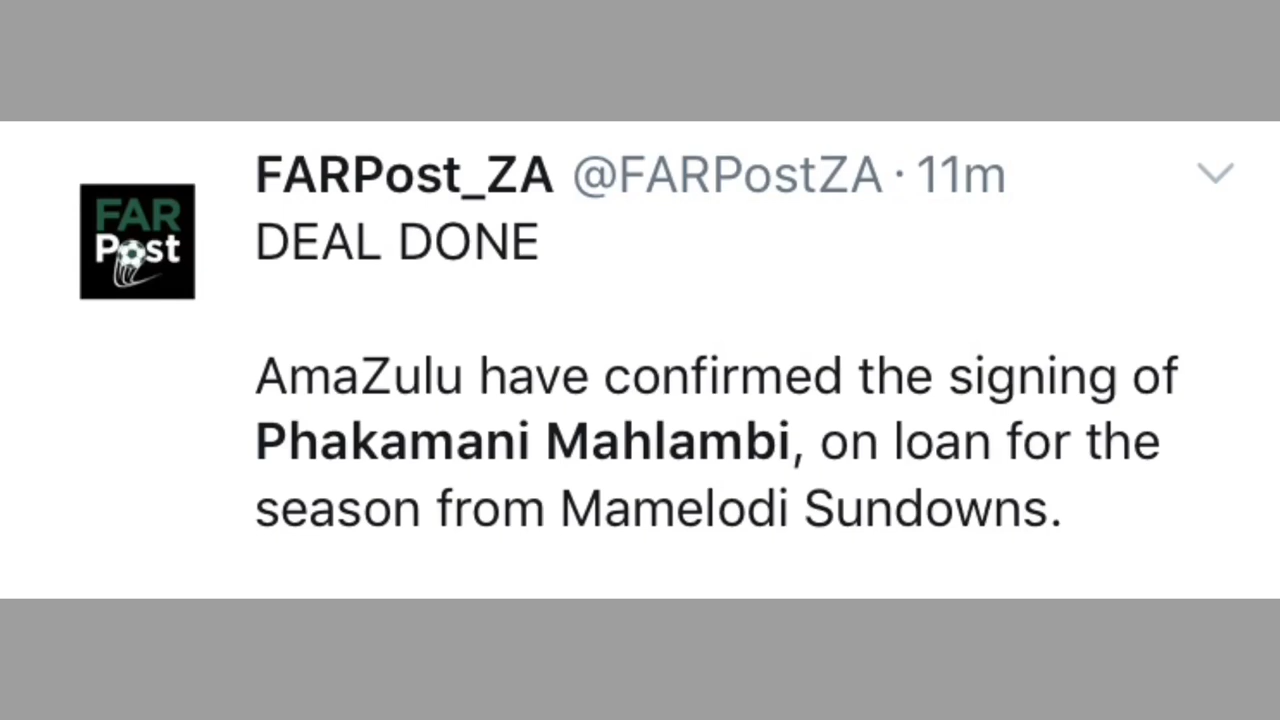 FARPost_ZA @FARPostZA · 11m
DEAL DONE
FAR
Post
AmaZulu have confirmed the signing of
Phakamani Mahlambi, on loan for the
season from Mamelodi Sundowns.